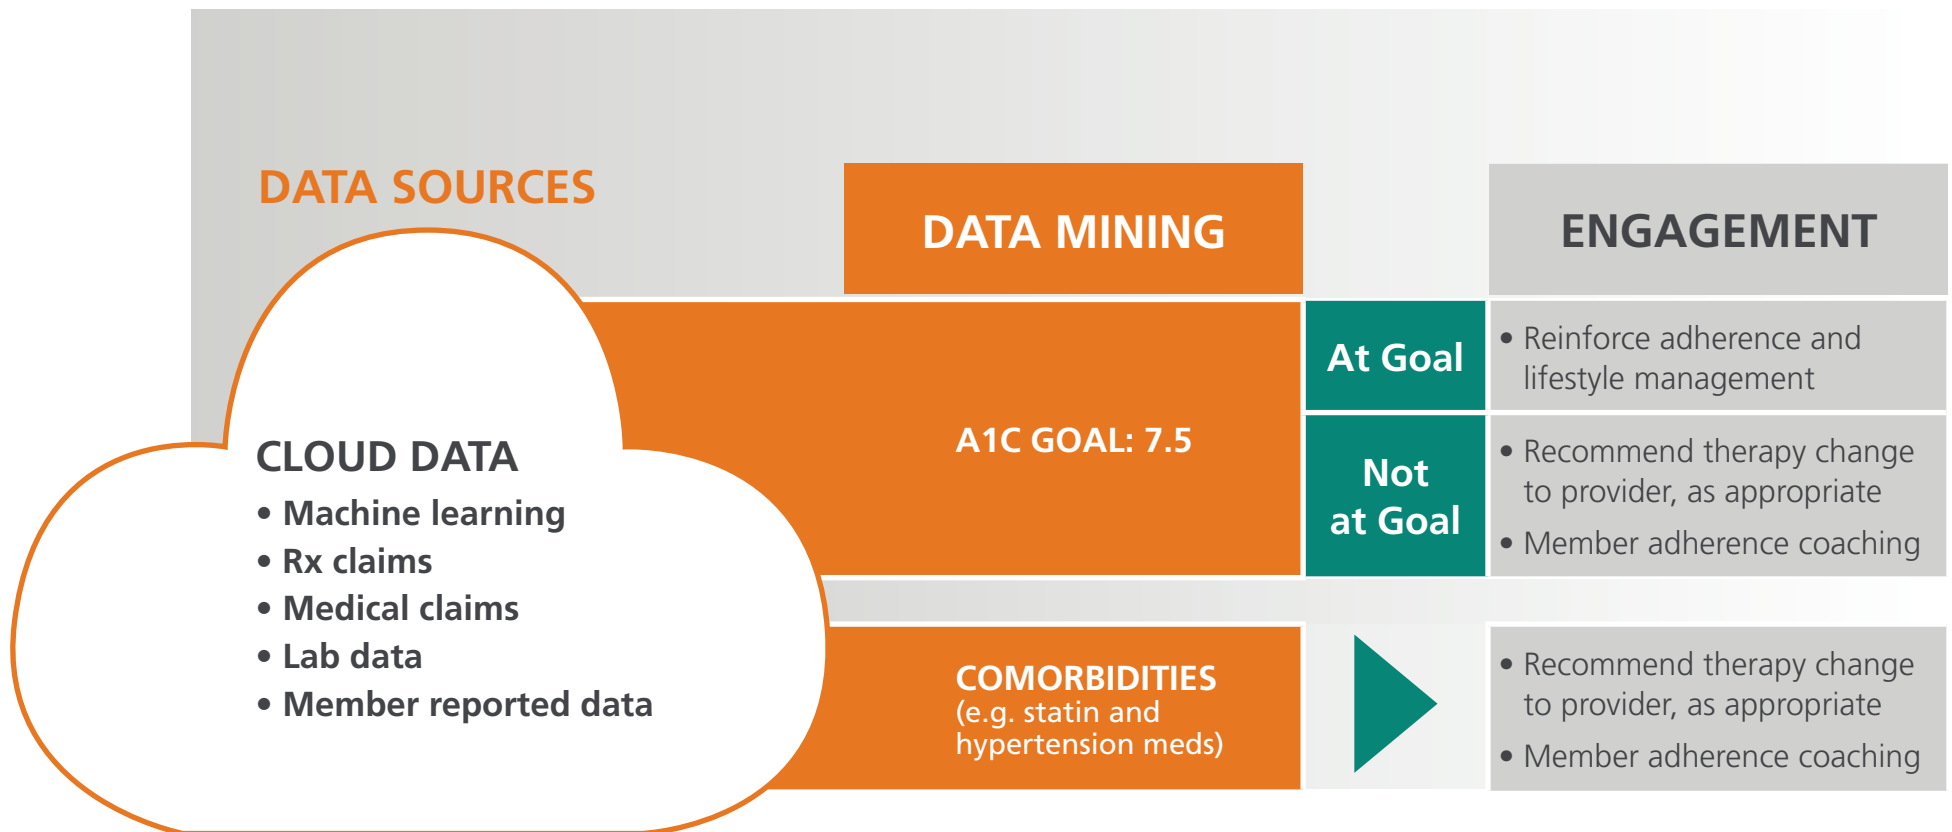 DATA SOURCES
CLOUD DATA
• Machine learning
• Rx claims
• Medical claims
• Lab data
• Member reported data
DATA MINING
A1C GOAL: 7.5
COMORBIDITIES
(e.g. statin and
hypertension meds)
At Goal
Not
at Goal
ENGAGEMENT
• Reinforce adherence and
lifestyle management
• Recommend therapy change
to provider, as appropriate
• Member adherence coaching
• Recommend therapy change
to provider, as appropriate
• Member adherence coaching